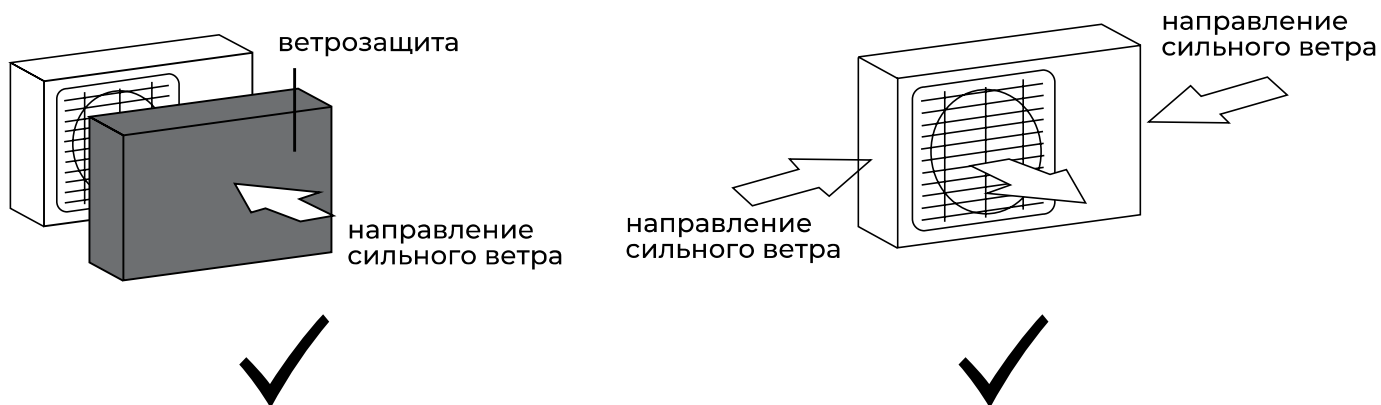 ветрозащита
направление
сильного ветра
направление
сильного ветра
направление
сильного ветра